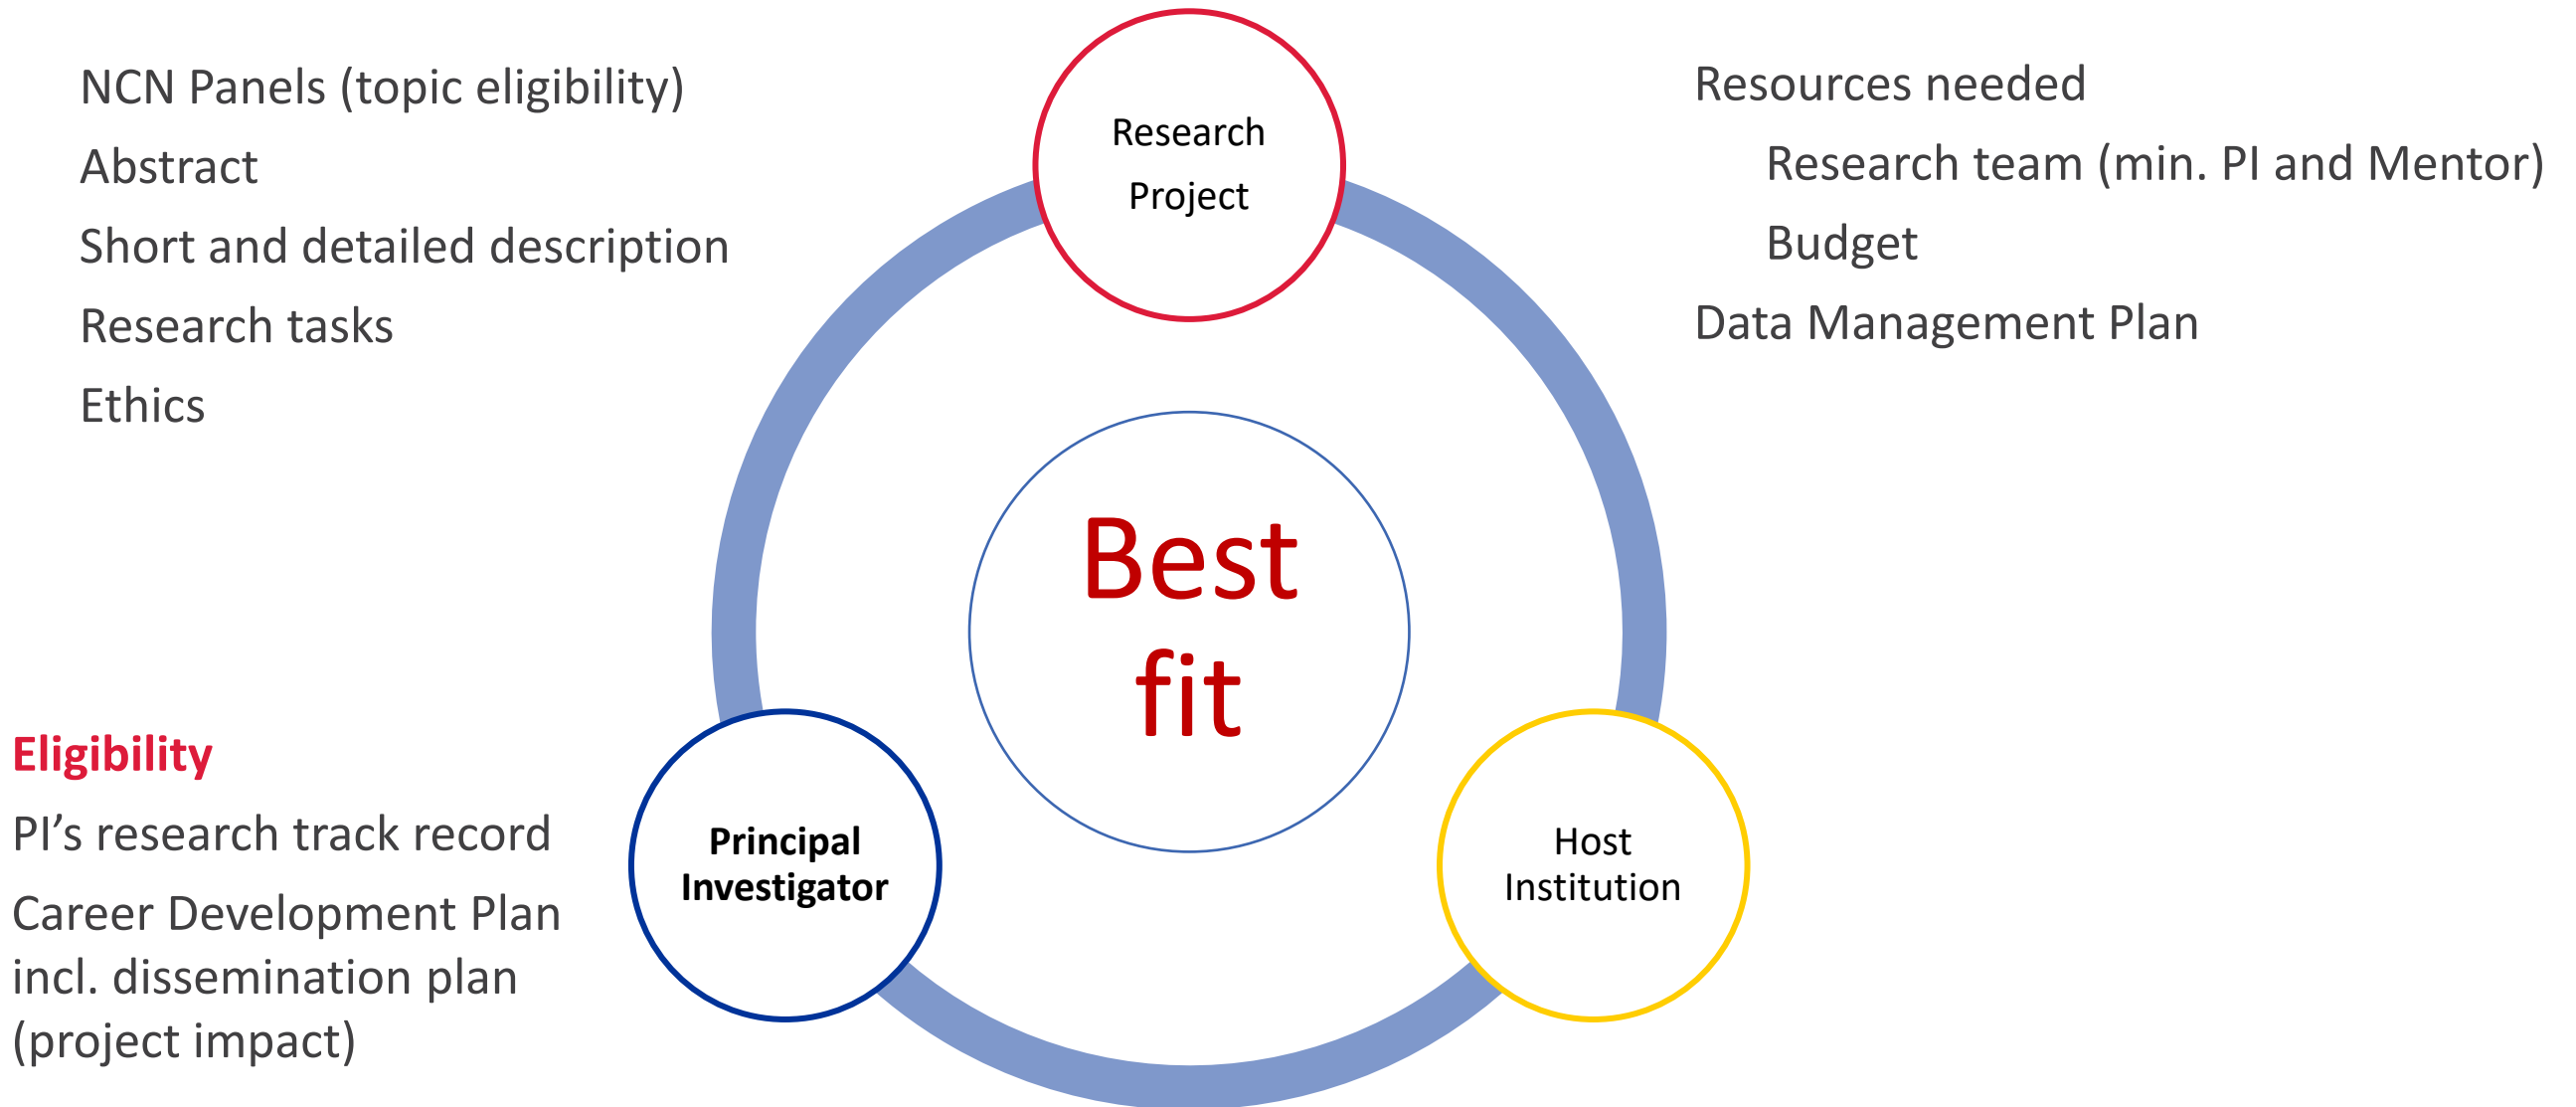 NCN Panels (topic eligibility)
Abstract
Short and detailed description
Research tasks
Ethics
Research
Project
Resources needed
Research team (min. PI and Mentor)
Budget
Data Management Plan
Best
fit
Eligibility
PI’s research track record
Career Development Plan
incl. dissemination plan
(project impact)
Principal
Investigator
Host
Institution